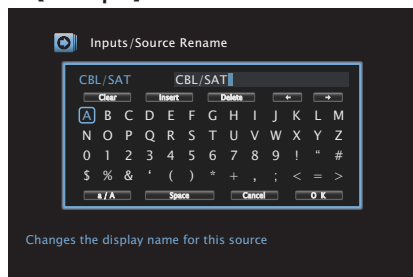 Inputs/Source Rename
CBL/SAT CBL/SAT
Clear Insert Delete ← →
A B C D E F G H I J K L M
N O P Q R S T U V W X Y Z
0 1 2 3 4 5 6 7 8 9 ! “ #
$ % & ‘ ( ) * + , ; < = >
a / A Space Cancel O K
Changes the display name for this source